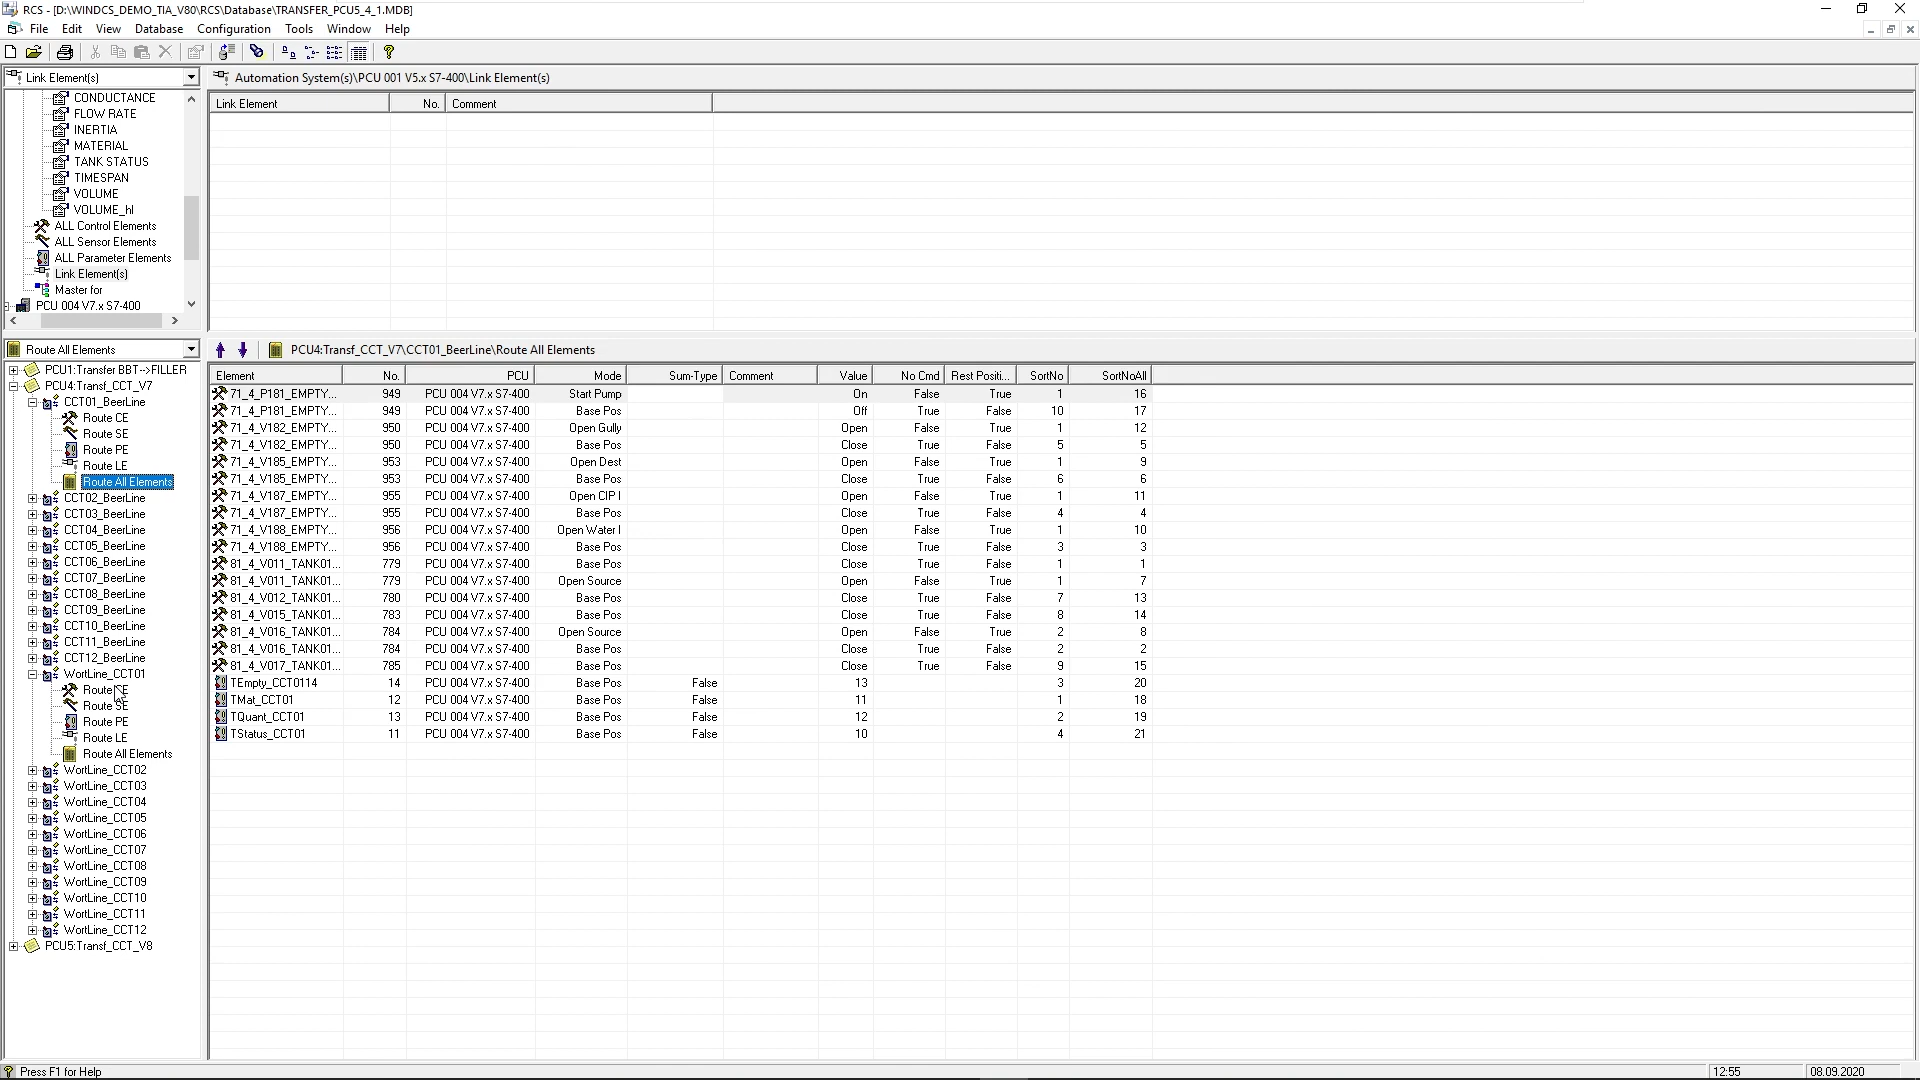 RCS - [D:\WINDCS_DEMO_TIA_V80\RCS\Database\TRANSFER_PCU5_4_1.MDB]
File Edit View Database Configuration Tools Window Help
Link Element(s)
Automation System(s)\PCU 001 V5.x S7-400\Link Element(s)
Link Element No. Comment
CONDUCTANCE
FLOW RATE
INERTIA
MATERIAL
TANK STATUS
TIMESPAN
VOLUME
VOLUME_hl
ALL Control Elements
ALL Sensor Elements
ALL Parameter Elements
Link Element(s)
Master for
PCU 004 V7.x S7-400
Route All Elements
PCU4:Transf_CCT_V7\CCT01_BeerLine\Route All Elements
PCU1:Transfer BBT-->FILLER
PCU4:Transf_CCT_V7
CCT01_BeerLine
Route CE
Route SE
Route PE
Route LE
Route All Elements
CCT02_BeerLine
CCT03_BeerLine
CCT04_BeerLine
CCT05_BeerLine
CCT06_BeerLine
CCT07_BeerLine
CCT08_BeerLine
CCT09_BeerLine
CCT10_BeerLine
CCT11_BeerLine
CCT12_BeerLine
WortLine_CCT01
Route
Route SE
Route PE
Route LE
Route All Elements
WortLine_CCT02
WortLine_CCT03
WortLine_CCT04
WortLine_CCT05
WortLine_CCT06
WortLine_CCT07
WortLine_CCT08
WortLine_CCT09
WortLine_CCT10
WortLine_CCT11
WortLine_CCT12
PCU5:Transf_CCT_V8
Element No. PCU Mode Sum-Type Comment Value No Cmd Rest Positi... SortNo SortNoAll
71_4_P181_EMPTY... 949 PCU 004 V7.x S7-400 Start Pump On False True 1 16
71_4_P181_EMPTY... 949 PCU 004 V7.x S7-400 Base Pos Off True False 10 17
71_4_V182_EMPTY... 950 PCU 004 V7.x S7-400 Open Gully Open False True 1 12
71_4_V182_EMPTY... 950 PCU 004 V7.x S7-400 Base Pos Close True False 5 5
71_4_V185_EMPTY... 953 PCU 004 V7.x S7-400 Open Dest Open False True 1 9
71_4_V185_EMPTY... 953 PCU 004 V7.x S7-400 Base Pos Close True False 6 6
71_4_V187_EMPTY... 955 PCU 004 V7.x S7-400 Open CIP I Open False True 1 11
71_4_V187_EMPTY... 955 PCU 004 V7.x S7-400 Base Pos Close True False 4 4
71_4_V188_EMPTY... 956 PCU 004 V7.x S7-400 Open Water I Open False True 1 10
71_4_V188_EMPTY... 956 PCU 004 V7.x S7-400 Base Pos Close True False 3 3
81_4_V011_TANK01... 779 PCU 004 V7.x S7-400 Base Pos Close True False 1 1
81_4_V011_TANK01... 779 PCU 004 V7.x S7-400 Open Source Open False True 1 7
81_4_V012_TANK01... 780 PCU 004 V7.x S7-400 Base Pos Close True False 7 13
81_4_V015_TANK01... 783 PCU 004 V7.x S7-400 Base Pos Close True False 8 14
81_4_V016_TANK01... 784 PCU 004 V7.x S7-400 Open Source Open False True 2 8
81_4_V016_TANK01... 784 PCU 004 V7.x S7-400 Base Pos Close True False 2 2
81_4_V017_TANK01... 785 PCU 004 V7.x S7-400 Base Pos Close True False 9 15
TEmpty_CCT0114 14 PCU 004 V7.x S7-400 Base Pos False 13 3 20
TMat_CCT01 12 PCU 004 V7.x S7-400 Base Pos False 11 1 18
TQuant_CCT01 13 PCU 004 V7.x S7-400 Base Pos False 12 2 19
TStatus_CCT01 11 PCU 004 V7.x S7-400 Base Pos False 10 4 21
Press F1 for Help 12:55 08.09.2020